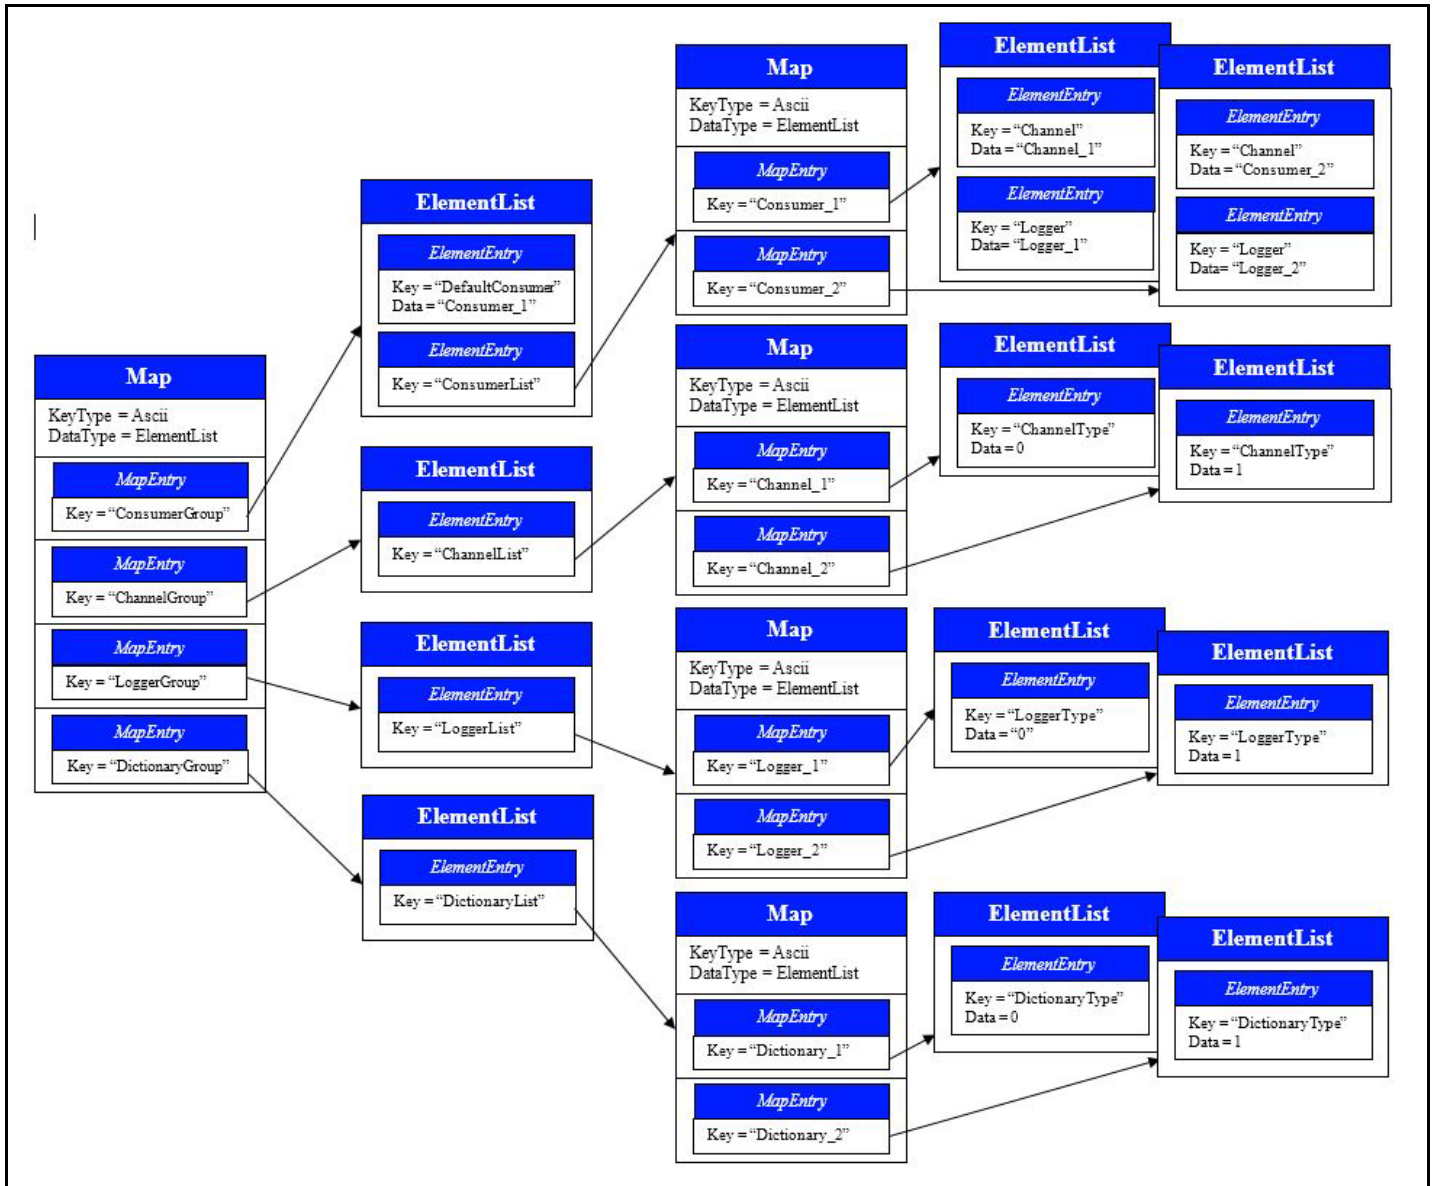 Map
KeyType = Ascii
DataType = ElementList
MapEntry
Key = “ConsumerGroup”
MapEntry
Key = “ChannelGroup”
MapEntry
Key = “LoggerGroup”
MapEntry
Key = “DictionaryGroup”
ElementList
ElementEntry
Key = “DefaultConsumer”
Data = “Consumer_1”
ElementEntry
Key = “ConsumerList”
ElementList
ElementEntry
Key = “ChannelList”
ElementList
ElementEntry
Key = “LoggerList”
ElementList
ElementEntry
Key = “DictionaryList”
Map
KeyType = Ascii
DataType = ElementList
MapEntry
Key = “Consumer_1”
MapEntry
Key = “Consumer_2”
ElementList
ElementEntry
Key = “Channel”
Data = “Channel_1”
ElementEntry
Key = “Logger”
Data= “Logger_1”
ElementList
ElementEntry
Key = “Channel”
Data = “Consumer_2”
ElementEntry
Key = “Logger”
Data= “Logger_2”
Map
KeyType = Ascii
DataType = ElementList
MapEntry
Key = “Channel_1”
MapEntry
Key = “Channel_2”
ElementList
ElementEntry
Key = “ChannelType”
Data = 0
ElementList
ElementEntry
Key = “ChannelType”
Data = 1
Map
KeyType = Ascii
DataType = ElementList
MapEntry
Key = “Logger_1”
MapEntry
Key = “Logger_2”
ElementList
ElementEntry
Key = “LoggerType”
Data = “0”
ElementList
ElementEntry
Key = “LoggerType”
Data = 1
Map
KeyType = Ascii
DataType = ElementList
MapEntry
Key = “Dictionary_1”
MapEntry
Key = “Dictionary_2”
ElementList
ElementEntry
Key = “DictionaryType”
Data = 0
ElementList
ElementEntry
Key = “DictionaryType”
Data = 1